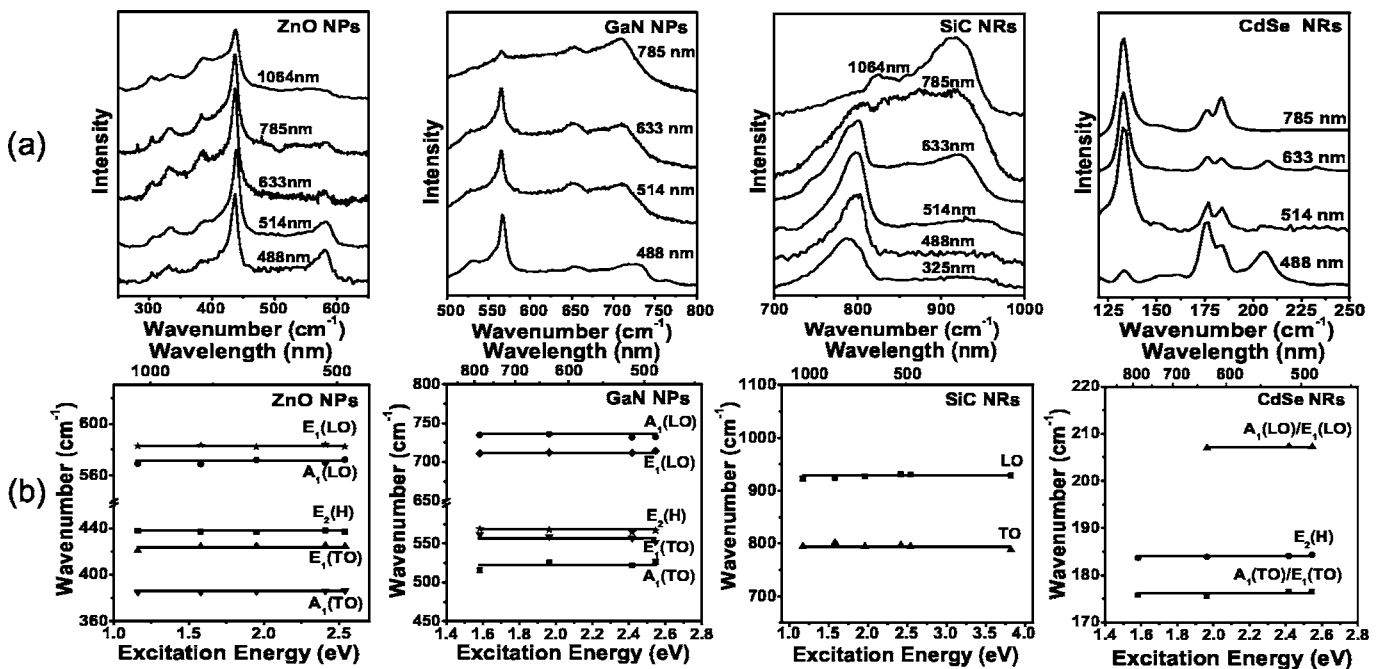 (a)
ZnO NPs
1064nm
785nm
633nm
514nm
488nm
Intensity
300 400 500 600
Wavenumber (cm-1)
GaN NPs
785 nm
633 nm
514 nm
488 nm
Intensity
500 550 600 650 700 750 800
Wavenumber (cm-1)
SiC NRs
1064nm
785nm
633nm
514nm
488nm
325nm
Intensity
700 800 900 1000
Wavenumber (cm-1)
CdSe NRs
785 nm
633 nm
514 nm
488 nm
Intensity
125 150 175 200 225 250
Wavenumber (cm-1)
(b)
Wavelength (nm)
1000 500
ZnO NPs
E1(LO)
A1(LO)
E2(H)
E1(TO)
A1(TO)
600
560
440
400
360
Wavenumber (cm-1)
1.0 1.5 2.0 2.5
Excitation Energy (eV)
Wavelength (nm)
800 700 600 500
GaN NPs
A1(LO)
E1(LO)
E2(H)
E1(TO)
A1(TO)
800
750
700
650
600
550
500
450
Wavenumber (cm-1)
1.4 1.6 1.8 2.0 2.2 2.4 2.6 2.8
Excitation Energy (eV)
Wavelength (nm)
1000 500
SiC NRs
LO
TO
1100
1000
900
800
700
Wavenumber (cm-1)
1.0 1.5 2.0 2.5 3.0 3.5 4.0
Excitation Energy (eV)
Wavelength (nm)
800 700 600 500
CdSe NRs
A1(LO)/E1(LO)
E2(H)
A1(TO)/E1(TO)
220
210
200
190
180
170
Wavenumber (cm-1)
1.4 1.6 1.8 2.0 2.2 2.4 2.6 2.8
Excitation Energy (eV)